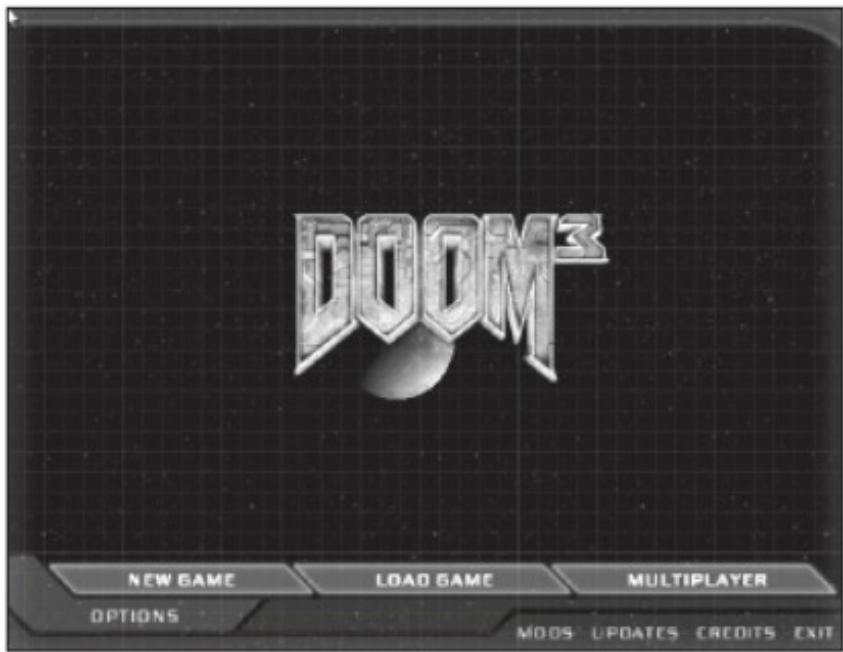 DOOM³
NEW GAME LOAD GAME MULTIPLAYER
OPTIONS
MODS UPDATES CREDITS EXIT